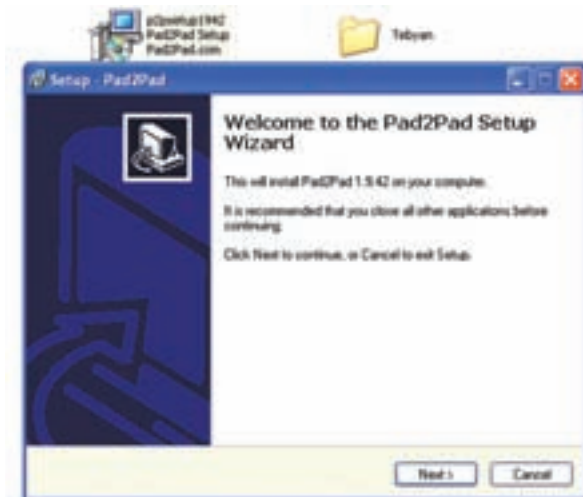 p2psetup1942
Pad2Pad Setup
Pad2Pad.com
Tebyan
Setup - Pad2Pad
Welcome to the Pad2Pad Setup
Wizard
This will install Pad2Pad 1.9.42 on your computer.
It is recommended that you close all other applications before
continuing.
Click Next to continue, or Cancel to exit Setup.
Next >
Cancel